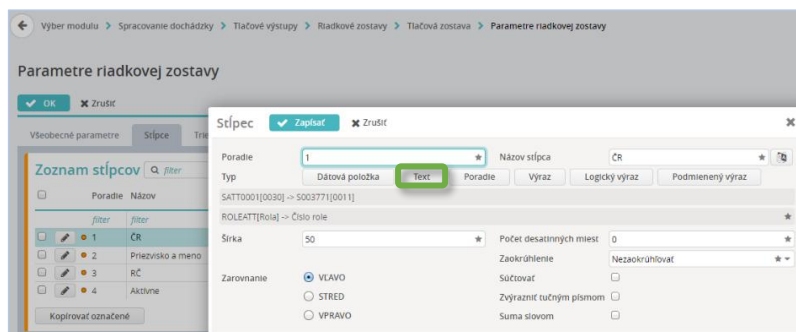 Výber modulu > Spracovanie dochádzky > Tlačové výstupy > Riadkové zostavy > Tlačová zostava > Parametre riadkovej zostavy
Parametre riadkovej zostavy
OK Zrušiť
Všeobecné parametre Stĺpce Trie
Zoznam stĺpcov filter
Poradie Názov
filter filter
1 ČR
2 Priezvisko a meno
3 RČ
4 Aktívne
Kopírovať označené
Stĺpec Zapísať Zrušiť
Poradie 1 Názov stĺpca ČR
Typ Dátová položka Text Poradie Výraz Logický výraz Podmienený výraz
SATT0001[0030] -> S003771[0011]
ROLEATT[Rola] -> Číslo role
Šírka 50 Počet desatinných miest 0
Zaokrúhlenie Nezaokrúhľovať
Zarovnanie VĽAVO Súčtovať
STRED Zvýrazniť tučným písmom
VPRAVO Suma slovom